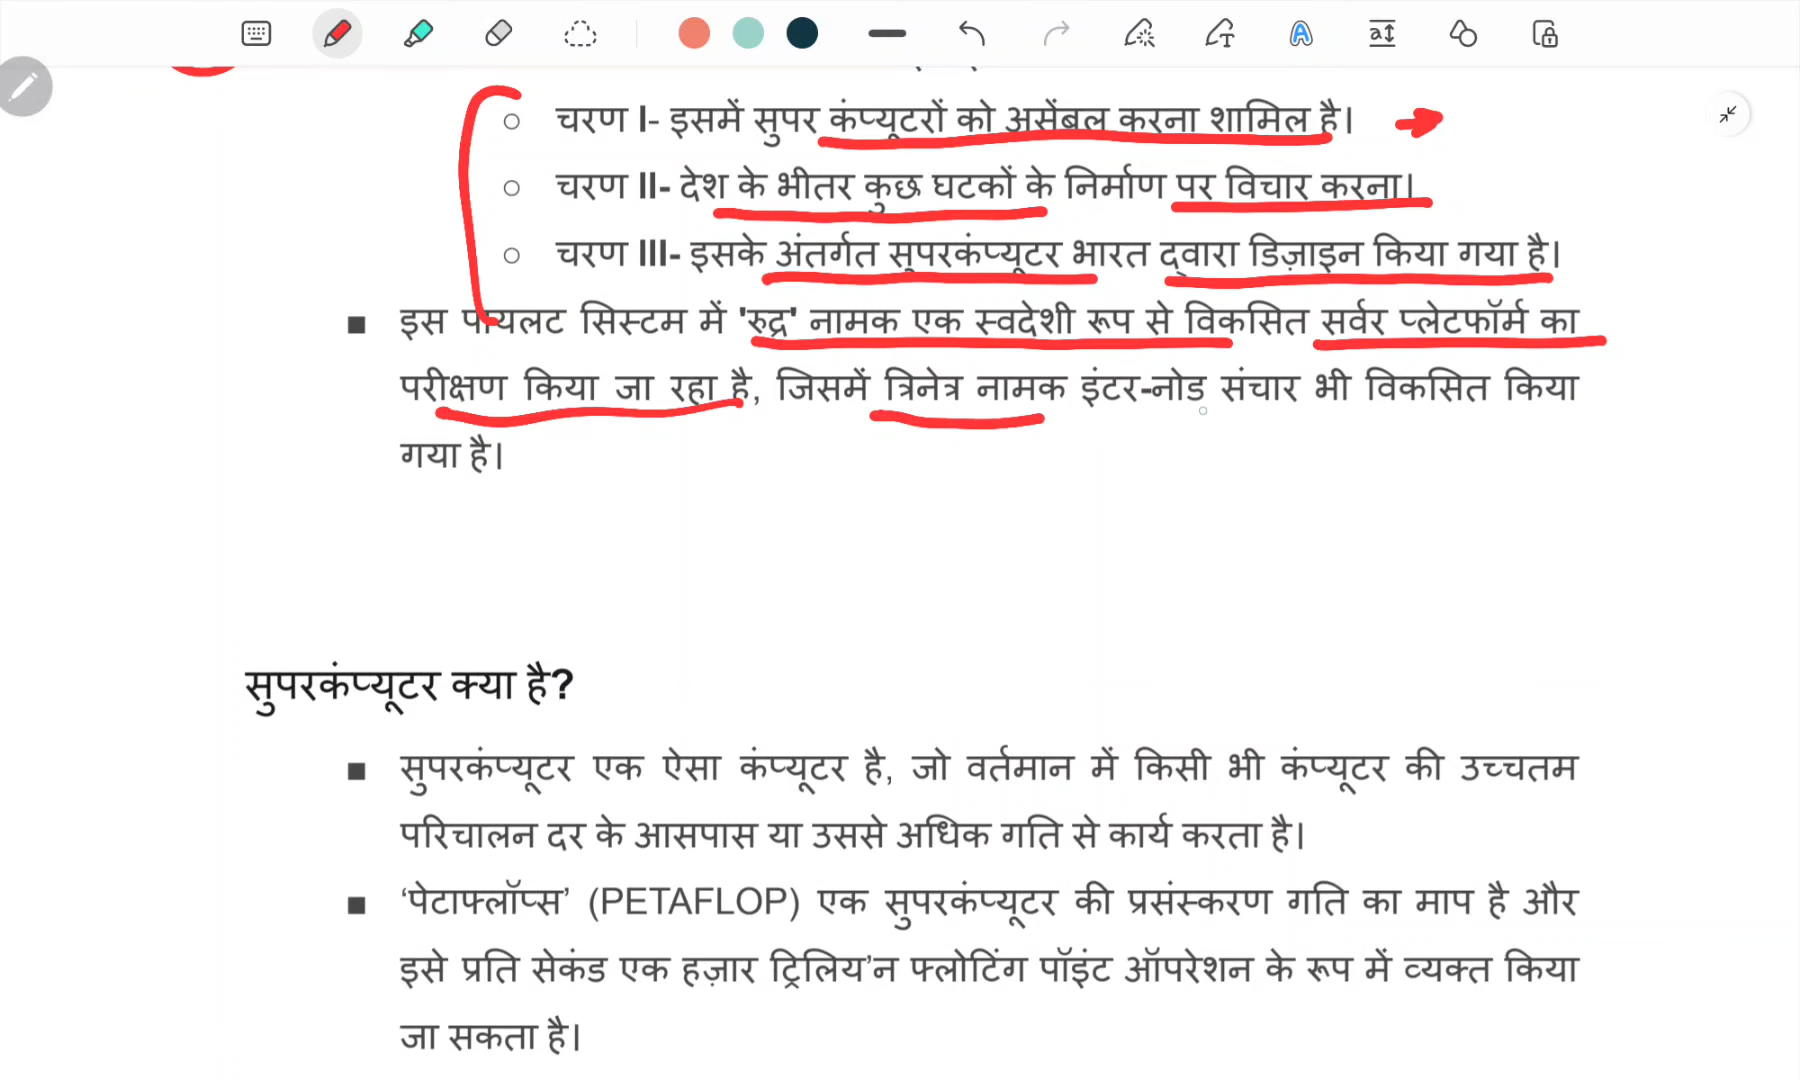 चरण I- इसमें सुपर कंप्यूटरों को असेंबल करना शामिल है।
चरण II- देश के भीतर कुछ घटकों के निर्माण पर विचार करना।
चरण III- इसके अंतर्गत सुपरकंप्यूटर भारत द्वारा डिज़ाइन किया गया है।
इस पायलट सिस्टम में 'रुद्र' नामक एक स्वदेशी रूप से विकसित सर्वर प्लेटफॉर्म का
परीक्षण किया जा रहा है, जिसमें त्रिनेत्र नामक इंटर-नोड संचार भी विकसित किया
गया है।
सुपरकंप्यूटर क्या है?
सुपरकंप्यूटर एक ऐसा कंप्यूटर है, जो वर्तमान में किसी भी कंप्यूटर की उच्चतम
परिचालन दर के आसपास या उससे अधिक गति से कार्य करता है।
‘पेटाफ्लॉप्स’ (PETAFLOP) एक सुपरकंप्यूटर की प्रसंस्करण गति का माप है और
इसे प्रति सेकंड एक हज़ार ट्रिलिय’न फ्लोटिंग पॉइंट ऑपरेशन के रूप में व्यक्त किया
जा सकता है।